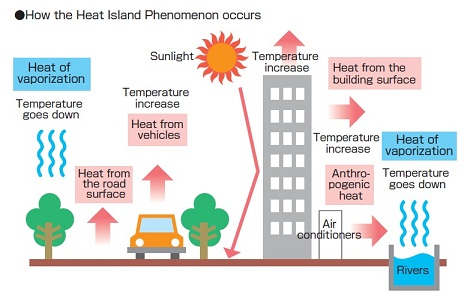 ●How the Heat Island Phenomenon occurs
Heat of
vaporization
Temperature
goes down
Heat from
the road
surface
Temperature
increase
Heat from
vehicles
Sunlight
Temperature
increase
Heat from the
building surface
Temperature
increase
Anthro-
pogenic
heat
Air
conditioners
Heat of
vaporization
Temperature
goes down
Rivers